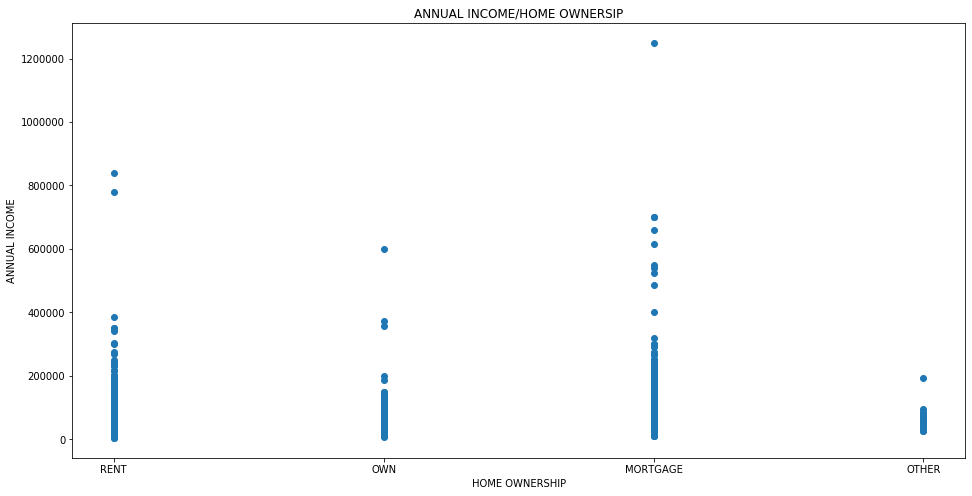 ANNUAL INCOME/HOME OWNERSIP
1200000
1000000
800000
600000
400000
200000
0
ANNUAL INCOME
RENT OWN MORTGAGE OTHER
HOME OWNERSHIP